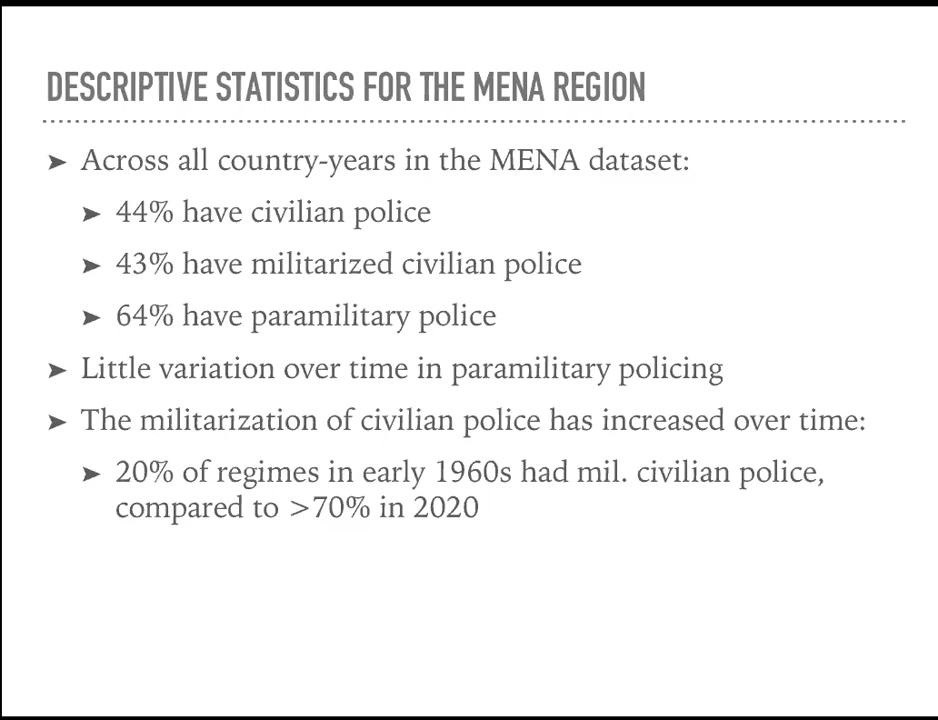 DESCRIPTIVE STATISTICS FOR THE MENA REGION
➤ Across all country-years in the MENA dataset:
➤ 44% have civilian police
➤ 43% have militarized civilian police
➤ 64% have paramilitary police
➤ Little variation over time in paramilitary policing
➤ The militarization of civilian police has increased over time:
➤ 20% of regimes in early 1960s had mil. civilian police,
compared to >70% in 2020